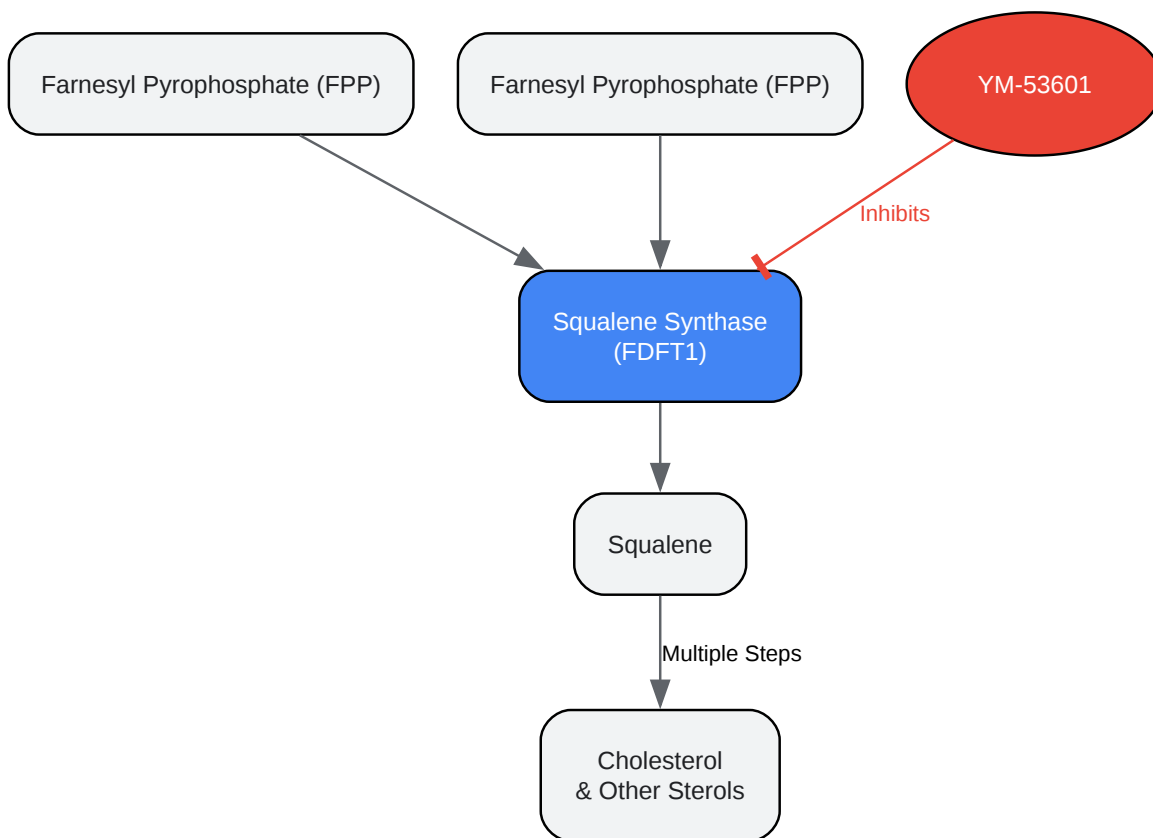 Farnesyl Pyrophosphate (FPP)
Farnesyl Pyrophosphate (FPP)
YM-53601
Inhibits
Squalene Synthase
(FDFT1)
Squalene
Multiple Steps
Cholesterol
& Other Sterols